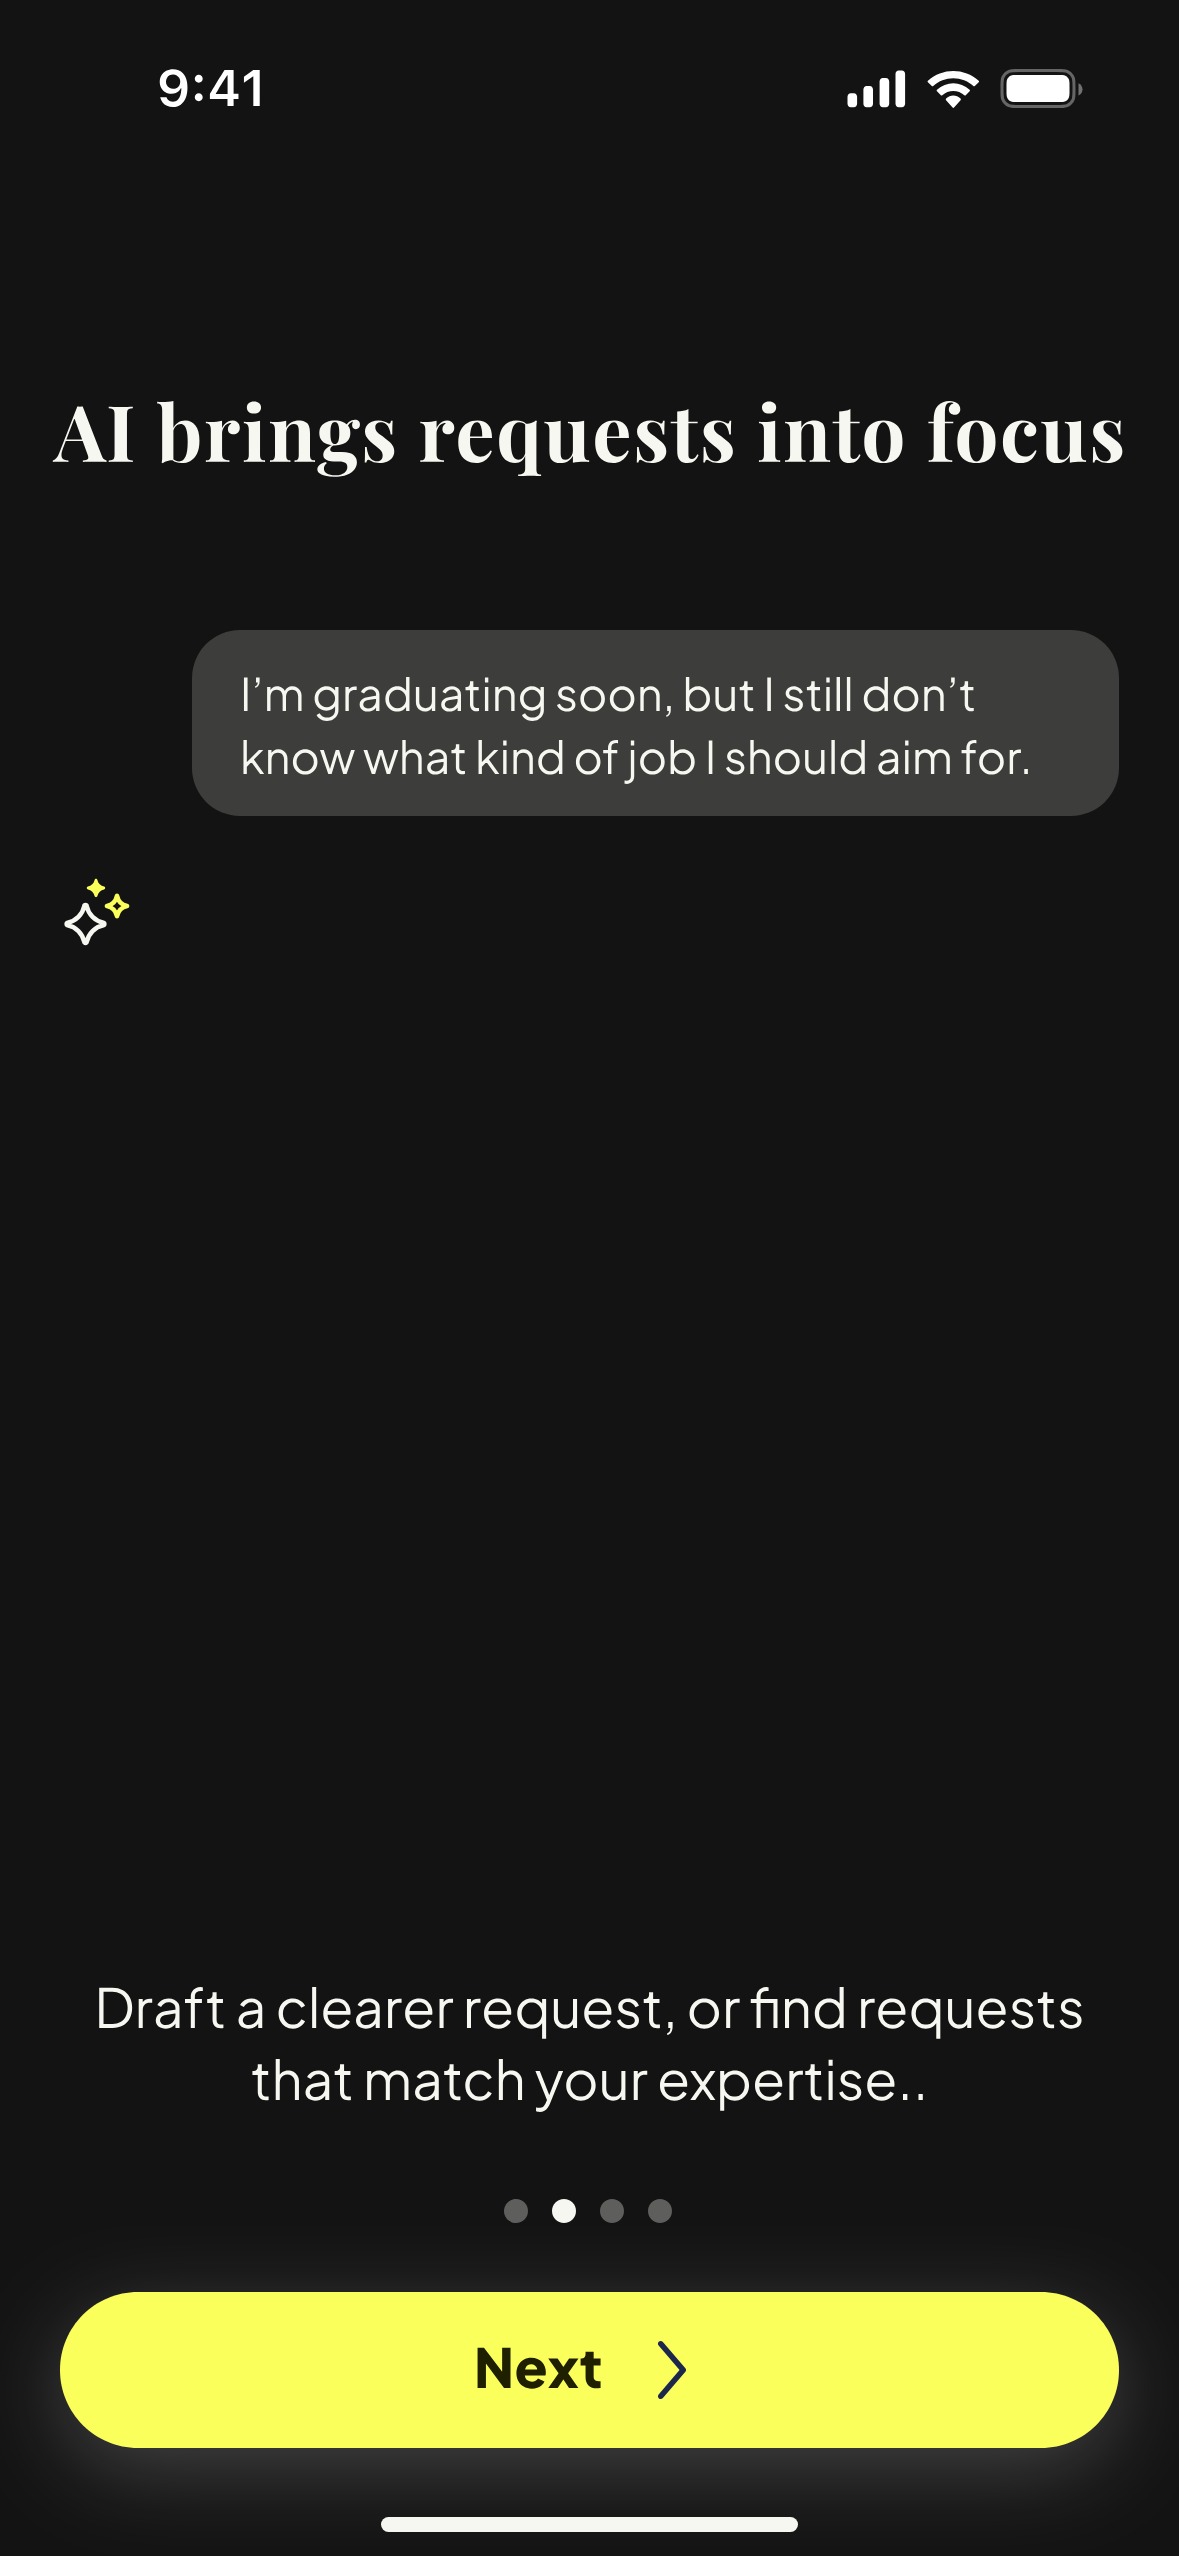 9:41
AI brings requests into focus
I’m graduating soon, but I still don’t
know what kind of job I should aim for.
Draft a clearer request, or find requests
that match your expertise..
Next